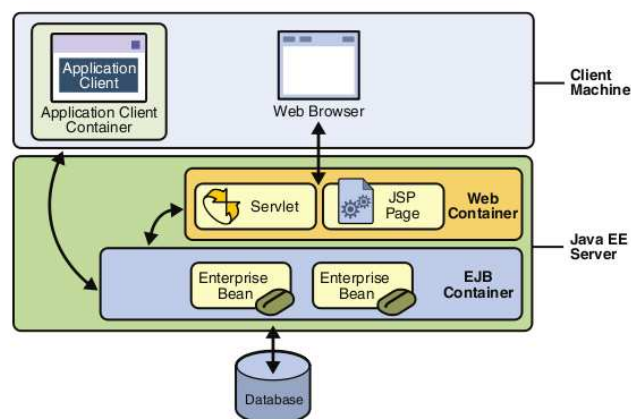 Application
Client
Application Client
Container
Web Browser
Client
Machine
Servlet
JSP
Page
Web
Container
Java EE
Server
Enterprise
Bean
Enterprise
Bean
EJB
Container
Database